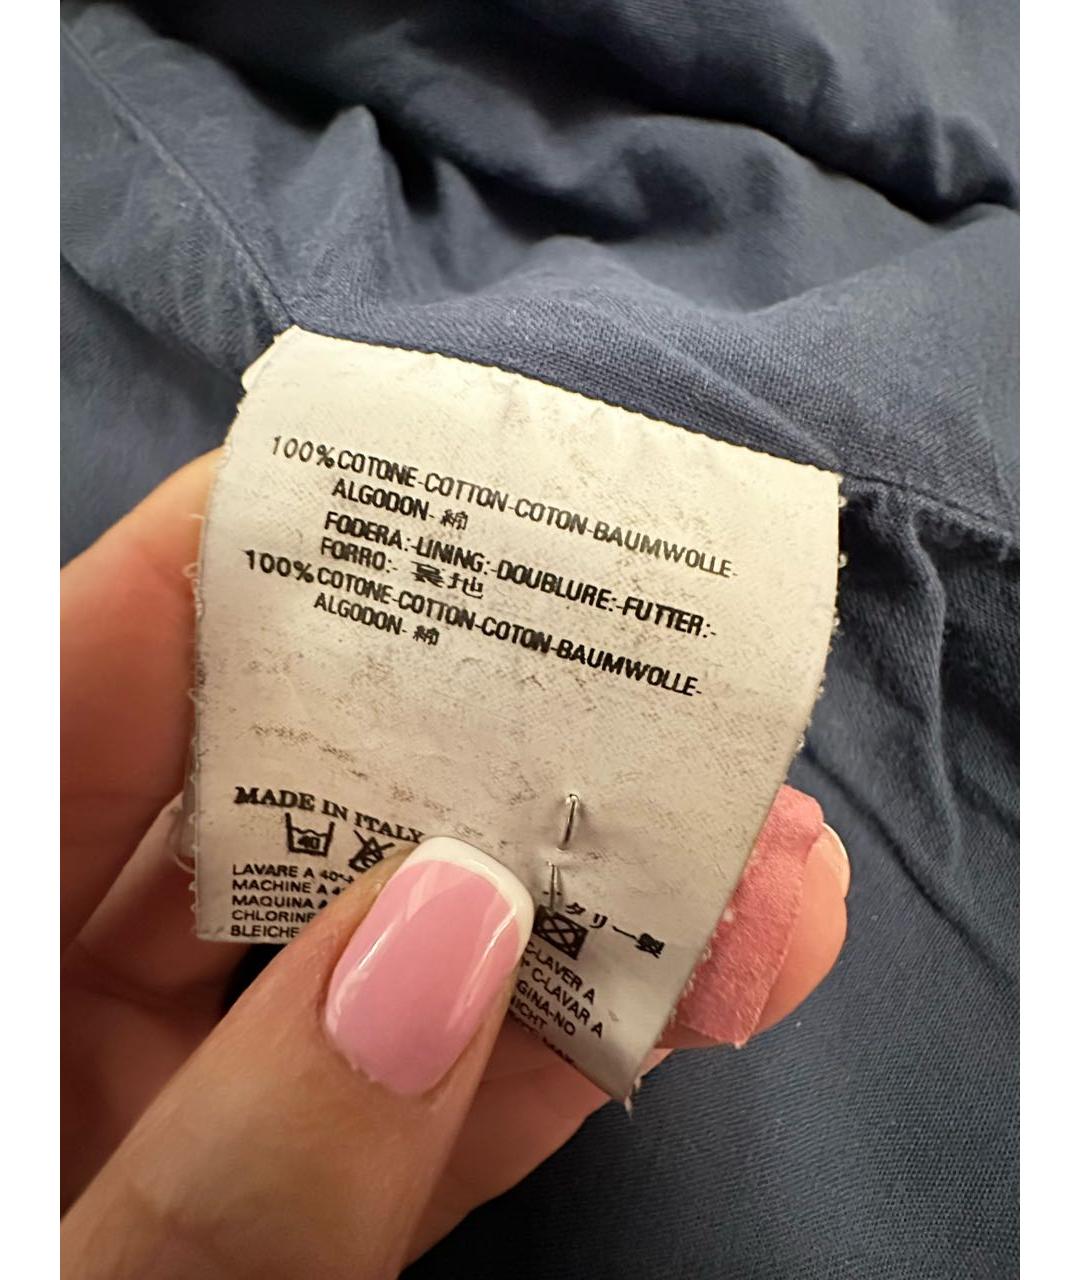 100% COTONE-COTTON-COTON-BAUMWOLLE-
ALGODON-綿
FODERA:-LINING:-DOUBLURE:-FUTTER:-
FORRO:- 裏地
100% COTONE-COTTON-COTON-BAUMWOLLE-
ALGODON-綿
MADE IN ITALY
タリー製
40
LAVARE A 40°
C-LAVER A
MACHINE A
C-LAVAR A
MAQUINA
GINA-NO
CHLORINE
NICHT
BLEICHE